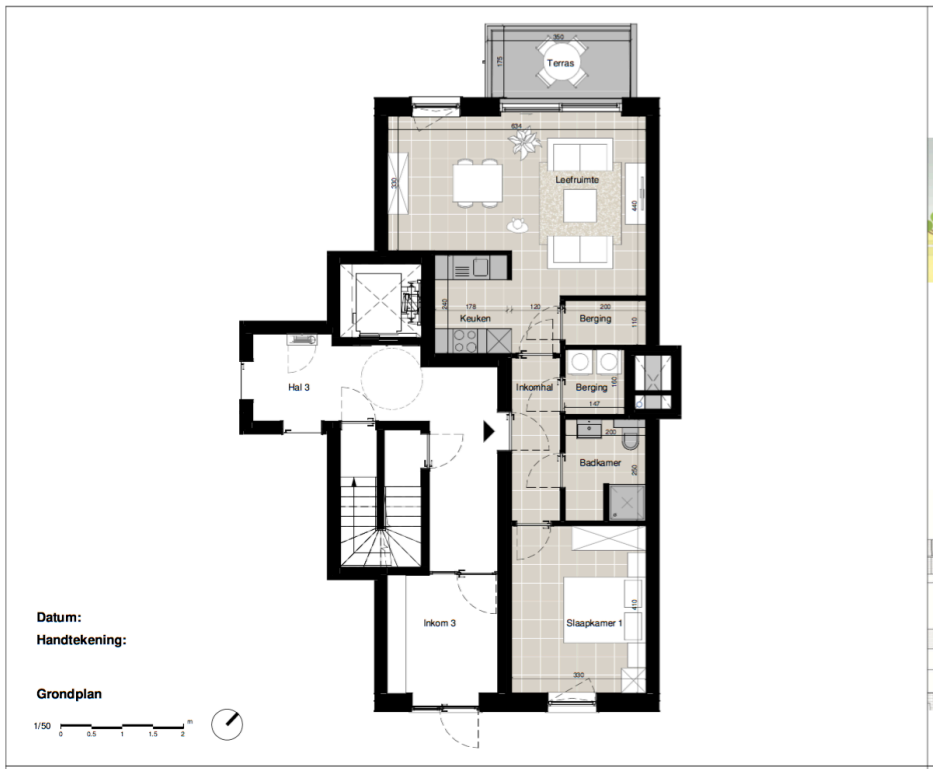 350
175
Terras
634
330
Leefruimte
440
240
178
120
200
Keuken
Berging
110
Hal 3
Inkomhal
Berging
160
147
200
Badkamer
250
410
Inkom 3
Slaapkamer 1
330
Datum:
Handtekening:
Grondplan
1/50
m
0 0.5 1 1.5 2